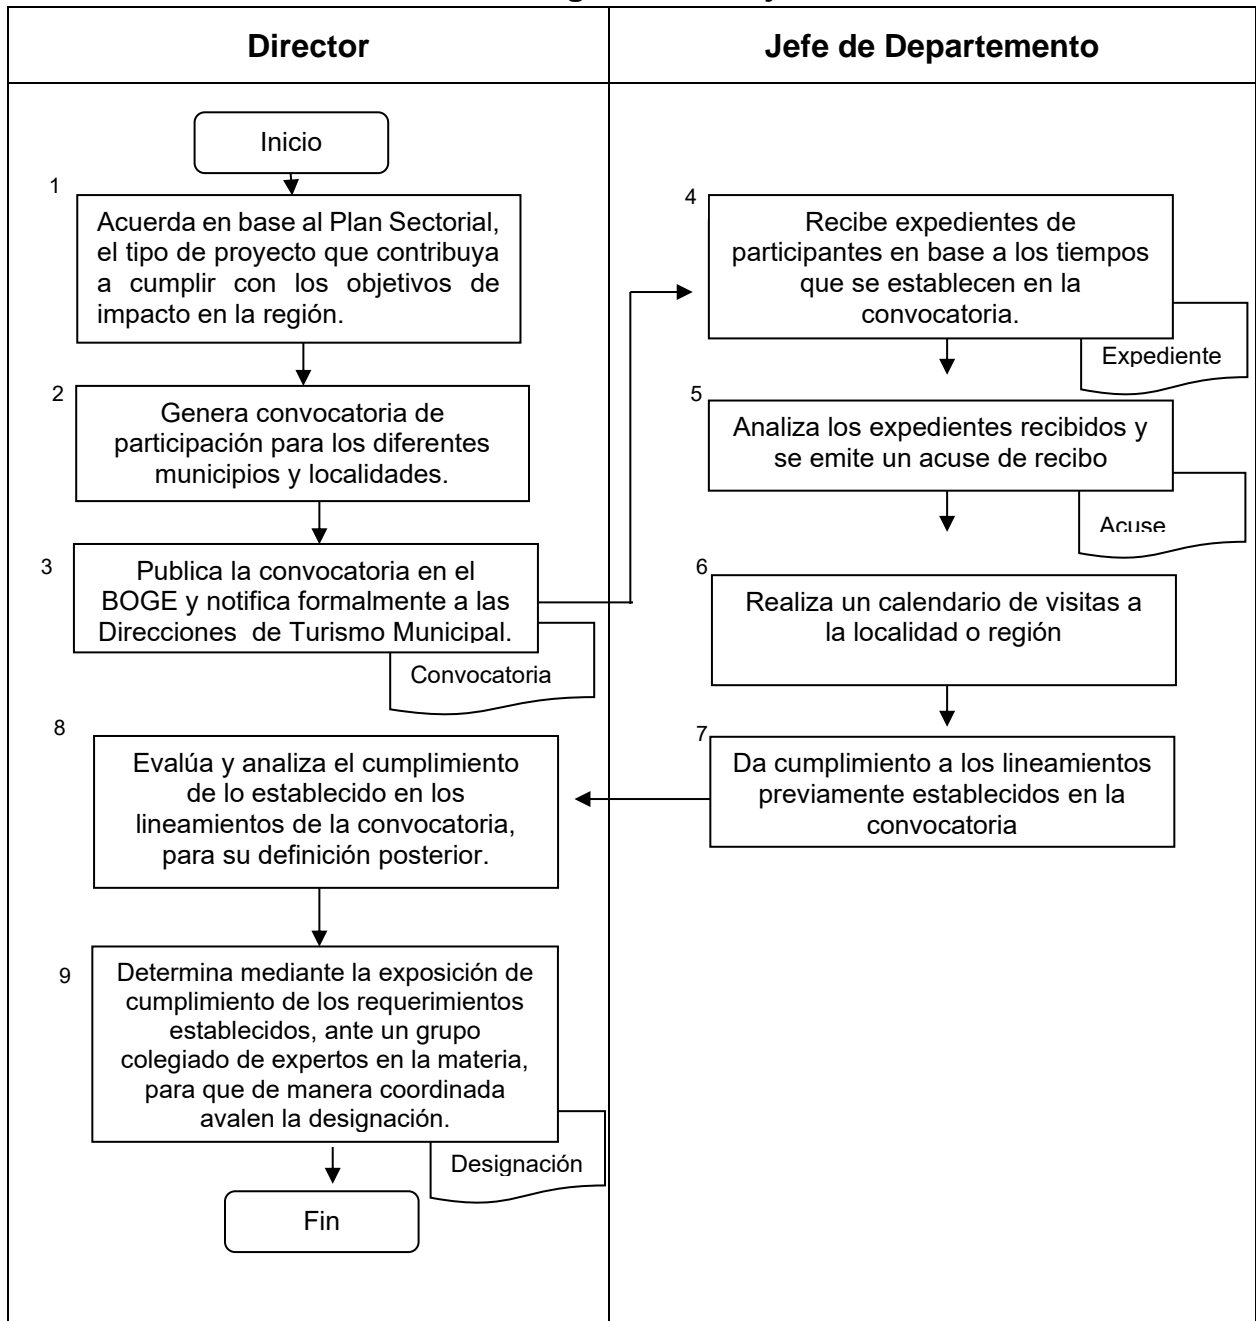 Director
Jefe de Departemento
Inicio
1
Acuerda en base al Plan Sectorial,
el tipo de proyecto que contribuya
a cumplir con los objetivos de
impacto en la región.
2
Genera convocatoria de
participación para los diferentes
municipios y localidades.
3
Publica la convocatoria en el
BOGE y notifica formalmente a las
Direcciones de Turismo Municipal.
Convocatoria
4
Recibe expedientes de
participantes en base a los tiempos
que se establecen en la
convocatoria.
Expediente
5
Analiza los expedientes recibidos y
se emite un acuse de recibo
Acuse
6
Realiza un calendario de visitas a
la localidad o región
7
Da cumplimiento a los lineamientos
previamente establecidos en la
convocatoria
8
Evalúa y analiza el cumplimiento
de lo establecido en los
lineamientos de la convocatoria,
para su definición posterior.
9
Determina mediante la exposición de
cumplimiento de los requerimientos
establecidos, ante un grupo
colegiado de expertos en la materia,
para que de manera coordinada
avalen la designación.
Designación
Fin